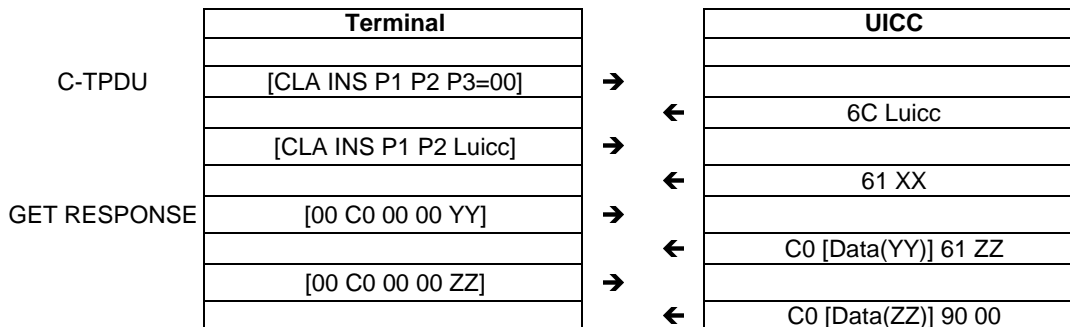 Terminal UICC
C-TPDU [CLA INS P1 P2 P3=00] ➔
🡰 6C Luicc
[CLA INS P1 P2 Luicc] ➔
🡰 61 XX
GET RESPONSE [00 C0 00 00 YY] ➔
🡰 C0 [Data(YY)] 61 ZZ
[00 C0 00 00 ZZ] ➔
🡰 C0 [Data(ZZ)] 90 00